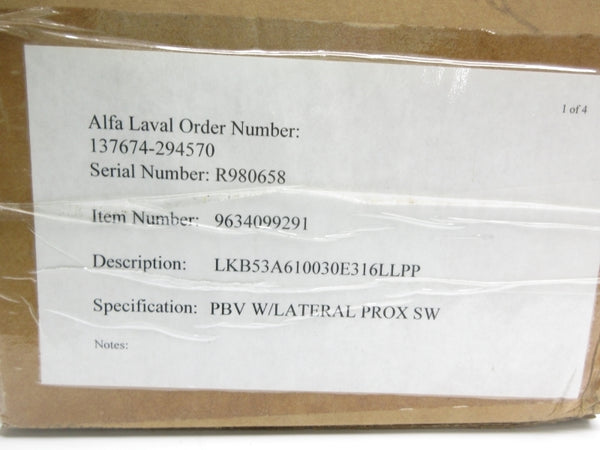 1 of 4
Alfa Laval Order Number:
137674-294570
Serial Number: R980658
Item Number: 9634099291
Description: LKB53A610030E316LLPP
Specification: PBV W/LATERAL PROX SW
Notes: